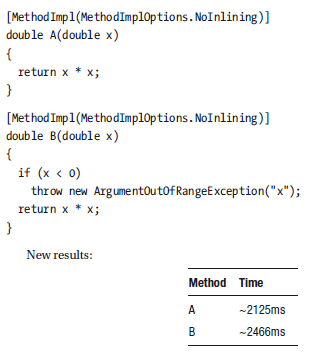 [MethodImpl(MethodImplOptions.NoInlining)]
double A(double x)
{
  return x * x;
}
[MethodImpl(MethodImplOptions.NoInlining)]
double B(double x)
{
  if (x < 0)
    throw new ArgumentOutOfRangeException("x");
  return x * x;
}
New results:
Method Time
A ~2125ms
B ~2466ms